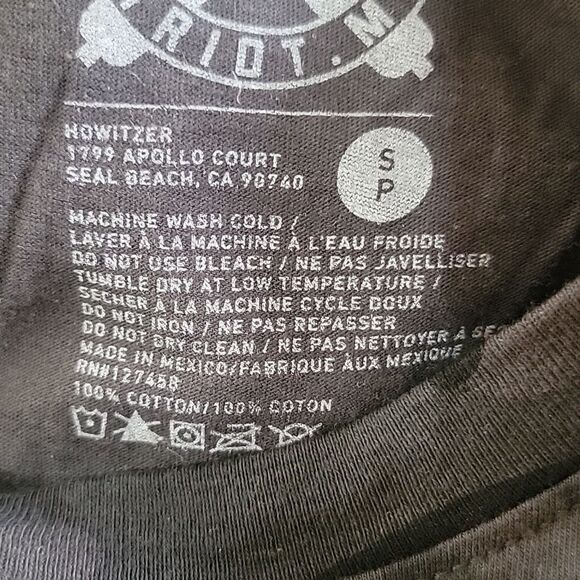 RIOT · M
HOWITZER
1799 APOLLO COURT
SEAL BEACH, CA 90740
S
P
MACHINE WASH COLD /
LAVER À LA MACHINE À L'EAU FROIDE
DO NOT USE BLEACH / NE PAS JAVELLISER
TUMBLE DRY AT LOW TEMPERATURE /
SÉCHER À LA MACHINE CYCLE DOUX
DO NOT IRON / NE PAS REPASSER
DO NOT DRY CLEAN / NE PAS NETTOYER À SE
MADE IN MEXICO/FABRIQUE AUX MEXIQUE
RN#127458
100% COTTON/100% COTON